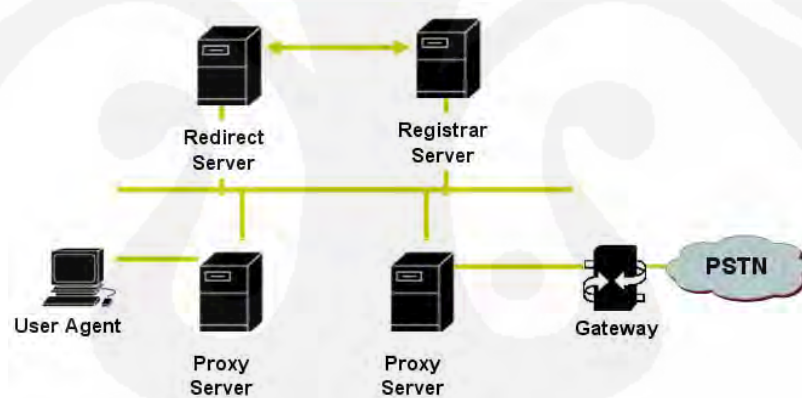 Redirect
Server
Registrar
Server
PSTN
User Agent
Gateway
Proxy
Server
Proxy
Server